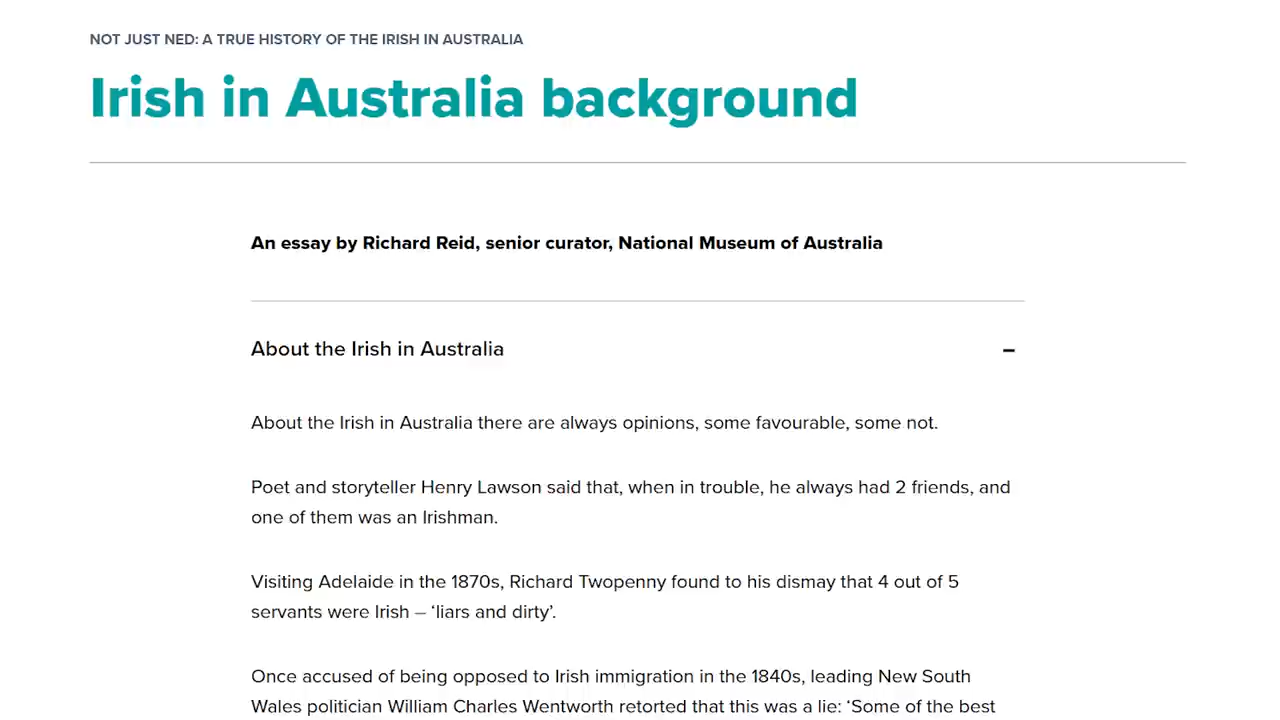 NOT JUST NED: A TRUE HISTORY OF THE IRISH IN AUSTRALIA
Irish in Australia background
An essay by Richard Reid, senior curator, National Museum of Australia
About the Irish in Australia –
About the Irish in Australia there are always opinions, some favourable, some not.
Poet and storyteller Henry Lawson said that, when in trouble, he always had 2 friends, and
one of them was an Irishman.
Visiting Adelaide in the 1870s, Richard Twopenny found to his dismay that 4 out of 5
servants were Irish – ‘liars and dirty’.
Once accused of being opposed to Irish immigration in the 1840s, leading New South
Wales politician William Charles Wentworth retorted that this was a lie: ‘Some of the best